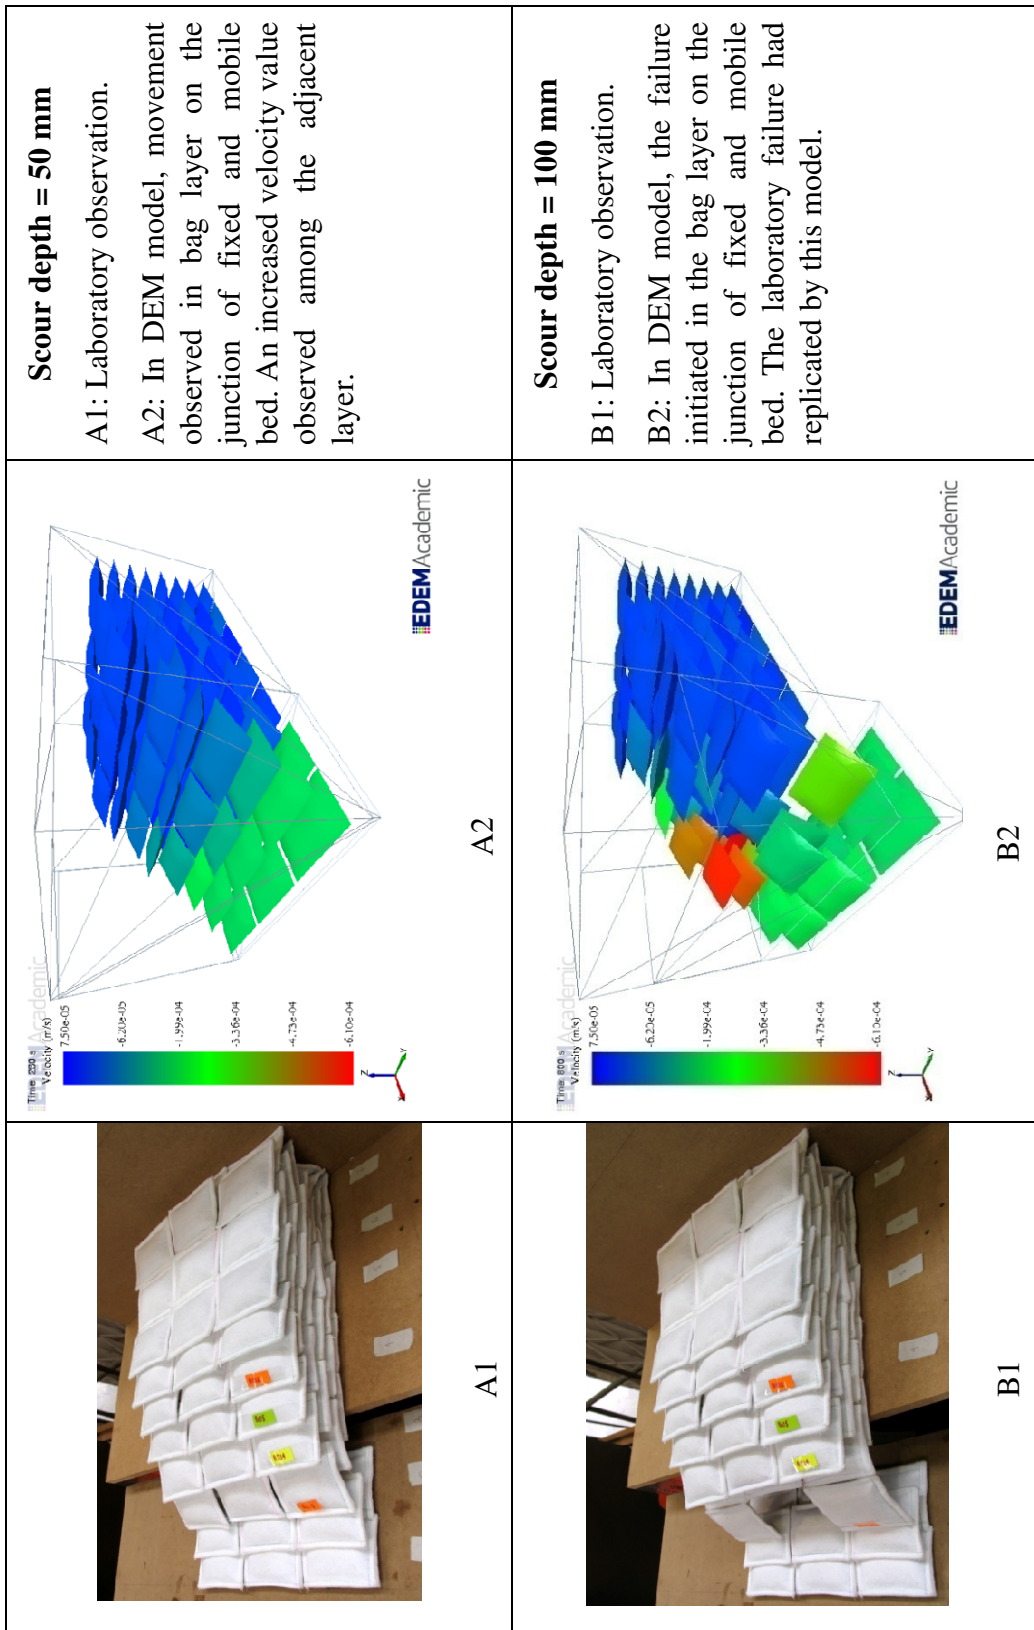 Scour depth = 50 mm
A1: Laboratory observation.
A2: In DEM model, movement
observed in bag layer on the
junction of fixed and mobile
bed. An increased velocity value
observed among the adjacent
layer.
EDEMAcademic
Velocity (m/s)
7.50e-05
-6.20e-05
-1.99e-04
-3.36e-04
-4.73e-04
-6.10e-04
Z
X
Y
A2
A1
Scour depth = 100 mm
B1: Laboratory observation.
B2: In DEM model, the failure
initiated in the bag layer on the
junction of fixed and mobile
bed. The laboratory failure had
replicated by this model.
EDEMAcademic
Time: 800 s
Velocity (m/s)
7.50e-05
-6.20e-05
-1.99e-04
-3.36e-04
-4.73e-04
-6.10e-04
Z
X
Y
B2
B1